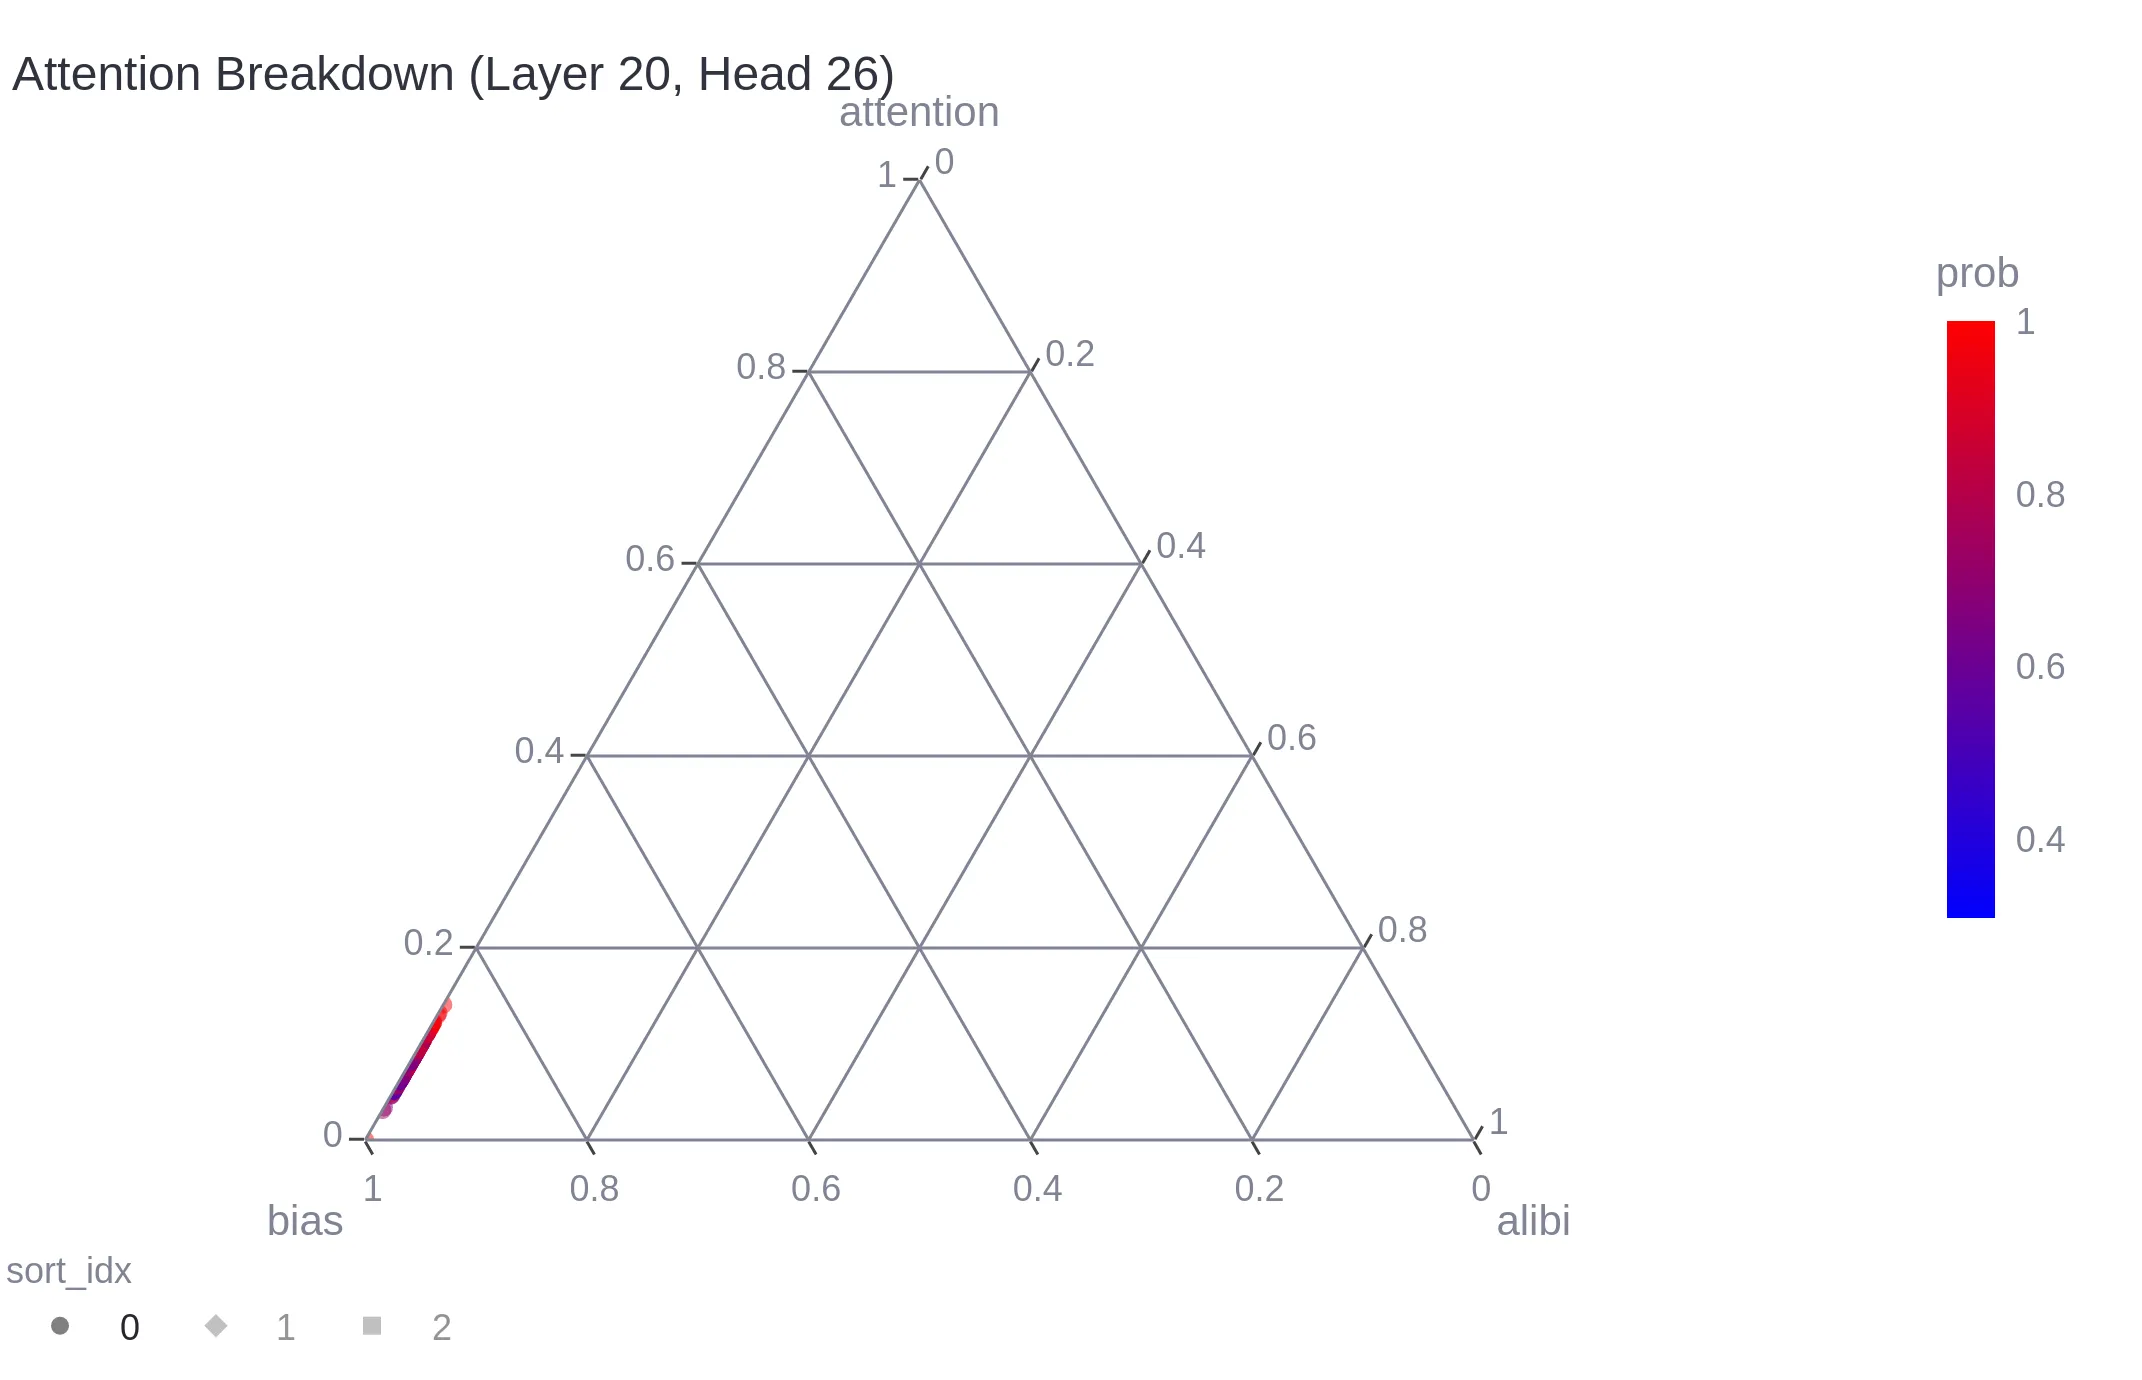 Attention Breakdown (Layer 20, Head 26)
attention
1 0
prob
1
0.8 0.2
0.8
0.6 0.4
0.6
0.4 0.6
0.4
0.2 0.8
0 1
1 0.8 0.6 0.4 0.2 0
bias alibi
sort_idx
0 1 2